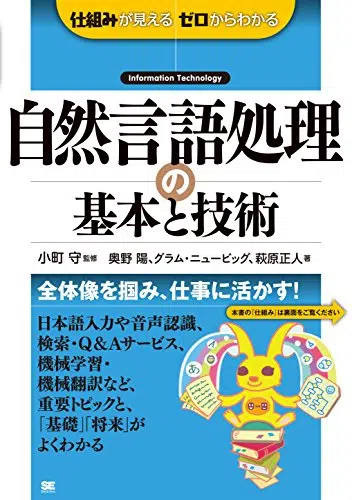 仕組みが見える ゼロからわかる
Information Technology
自然言語処理
の
基本と技術
小町 守 監修 奥野 陽、グラム・ニュービッグ、萩原正人 著
全体像を掴み、仕事に活かす!
本書の「仕組み」は裏面をご覧ください
日本語入力や音声認識、
検索・Q&Aサービス、
機械学習・
機械翻訳など、
重要トピックと、
「基礎」「将来」が
よくわかる
SE
SHOEISHA